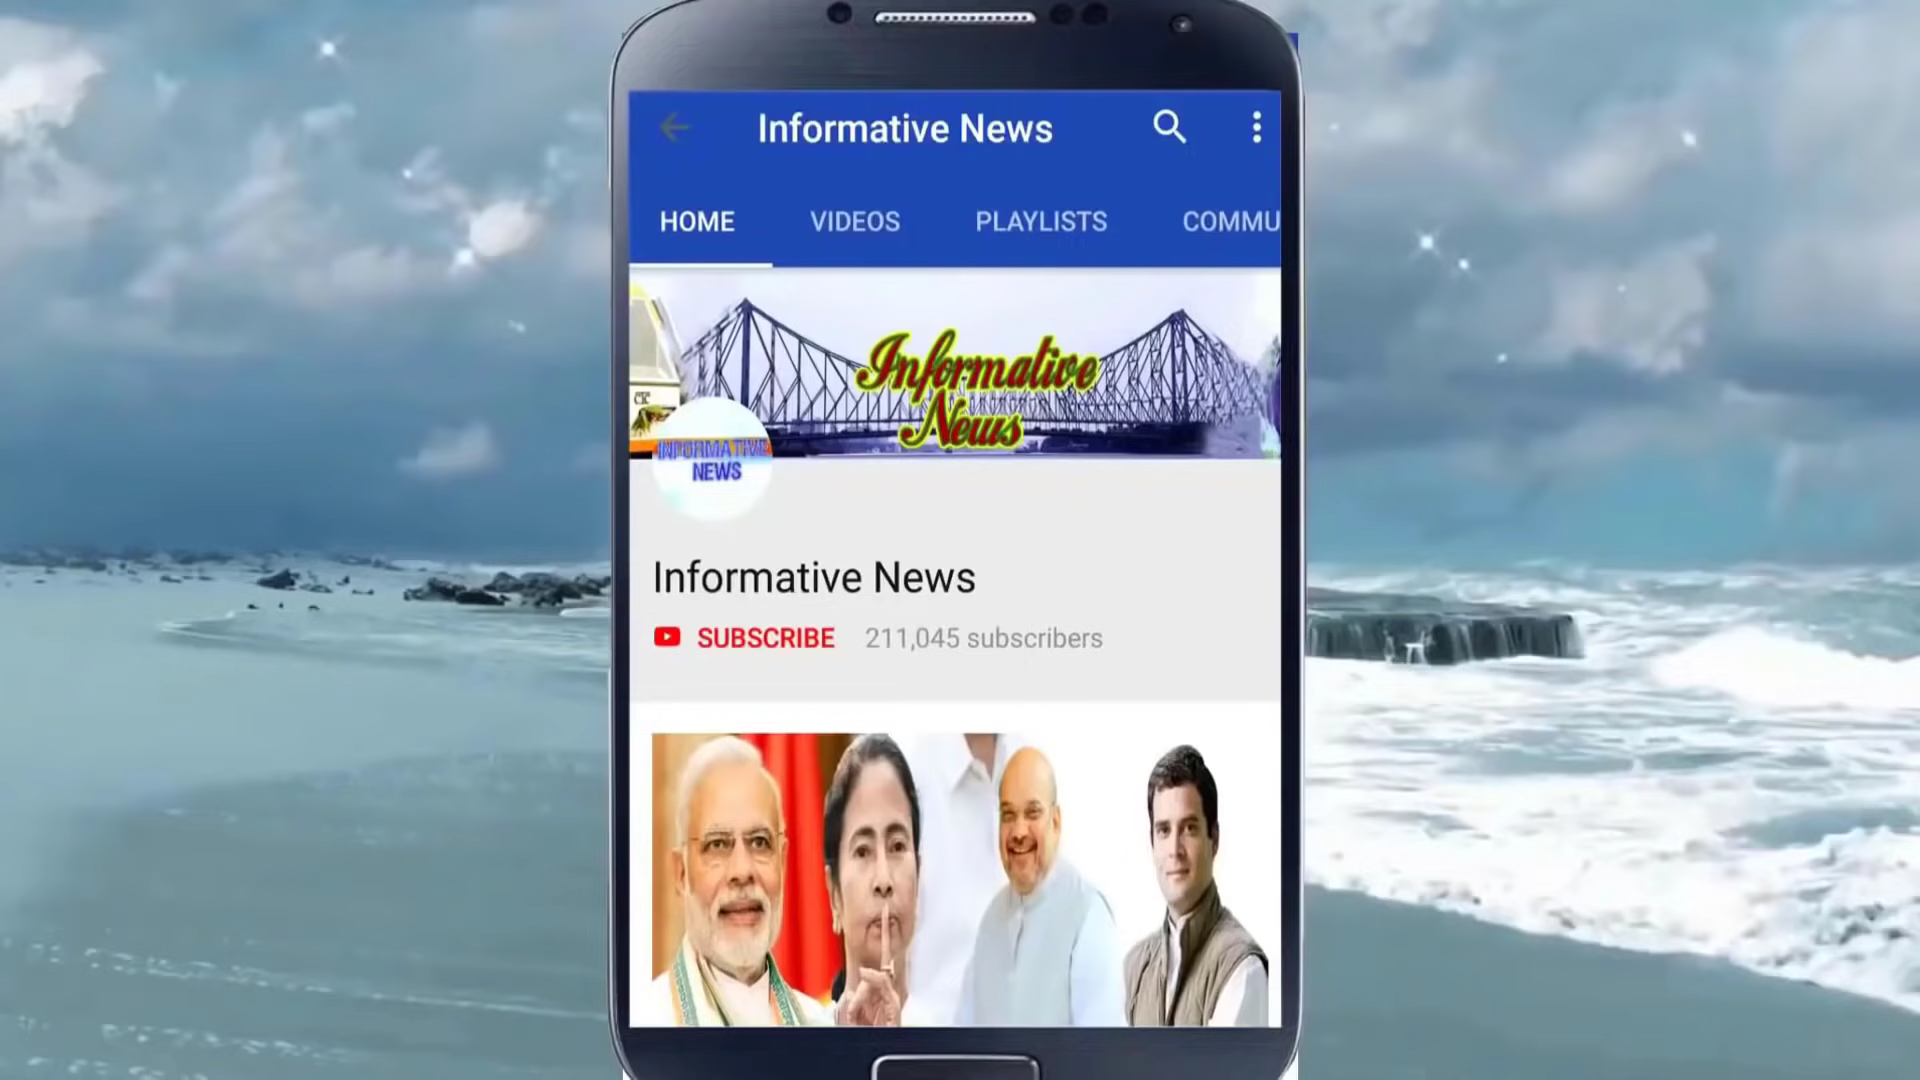 Informative News
HOME VIDEOS PLAYLISTS COMMU
Informative
News
INFORMATIVE
NEWS
Informative News
SUBSCRIBE 211,045 subscribers